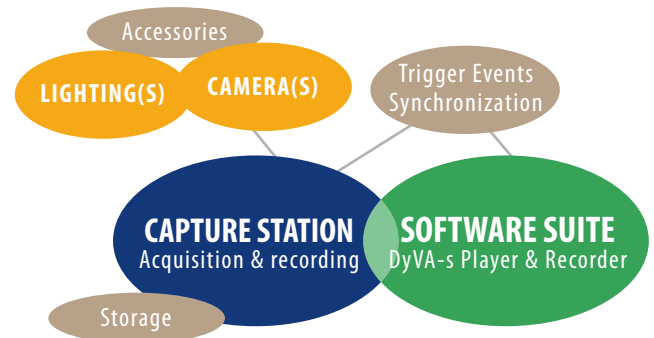 Accessories
LIGHTING(S)
CAMERA(S)
Trigger Events
Synchronization
CAPTURE STATION
Acquisition & recording
SOFTWARE SUITE
DyVA-s Player & Recorder
Storage